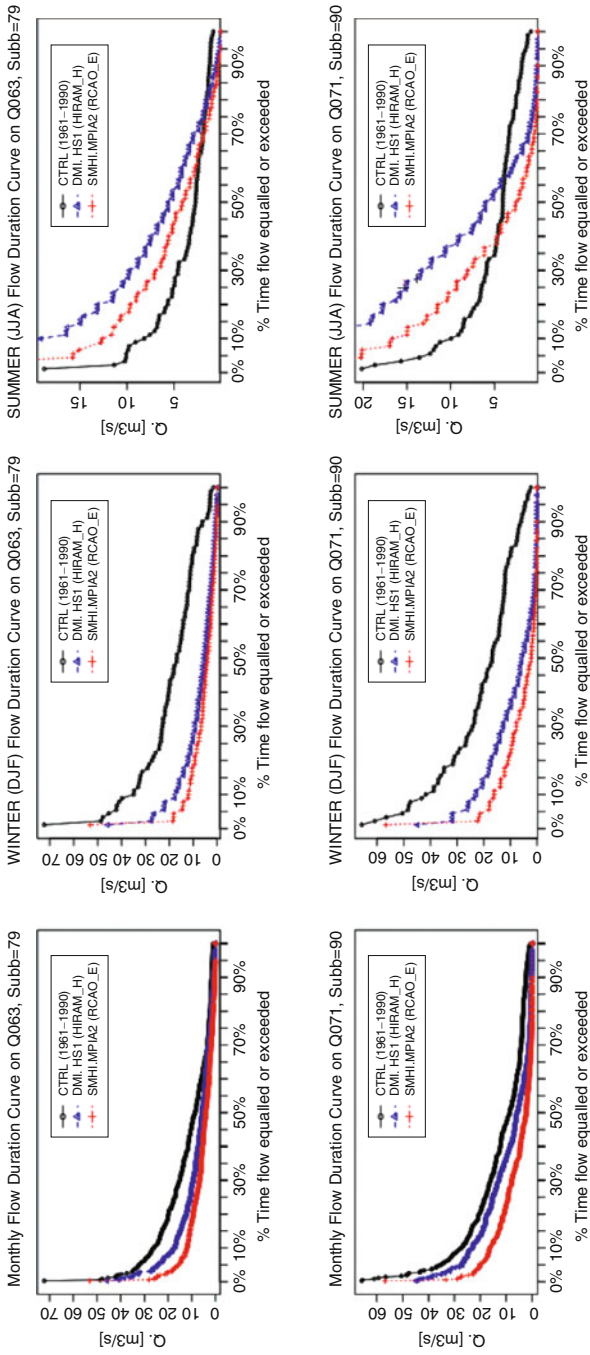 Monthly Flow Duration Curve on Q063, Subb=79
Q. [m3/s]
70
60
50
40
30
20
10
0
CTRL (1961–1990)
DMI. HS1 (HIRAM_H)
SMHI.MPIA2 (RCAO_E)
0% 10% 30% 50% 70% 90%
% Time flow equalled or exceeded
WINTER (DJF) Flow Duration Curve on Q063, Subb=79
Q. [m3/s]
70
60
50
40
30
20
10
0
CTRL (1961–1990)
DMI. HS1 (HIRAM_H)
SMHI.MPIA2 (RCAO_E)
0% 10% 30% 50% 70% 90%
% Time flow equalled or exceeded
SUMMER (JJA) Flow Duration Curve on Q063, Subb=79
Q. [m3/s]
15
10
5
CTRL (1961–1990)
DMI. HS1 (HIRAM_H)
SMHI.MPIA2 (RCAO_E)
0% 10% 30% 50% 70% 90%
% Time flow equalled or exceeded
Monthly Flow Duration Curve on Q071, Subb=90
Q. [m3/s]
60
50
40
30
20
10
0
CTRL (1961–1990)
DMI. HS1 (HIRAM_H)
SMHI.MPIA2 (RCAO_E)
0% 10% 30% 50% 70% 90%
% Time flow equalled or exceeded
WINTER (DJF) Flow Duration Curve on Q071, Subb=90
Q. [m3/s]
60
50
40
30
20
10
0
CTRL (1961–1990)
DMI. HS1 (HIRAM_H)
SMHI.MPIA2 (RCAO_E)
0% 10% 30% 50% 70% 90%
% Time flow equalled or exceeded
SUMMER (JJA) Flow Duration Curve on Q071, Subb=90
Q. [m3/s]
20
15
10
5
CTRL (1961–1990)
DMI. HS1 (HIRAM_H)
SMHI.MPIA2 (RCAO_E)
0% 10% 30% 50% 70% 90%
% Time flow equalled or exceeded